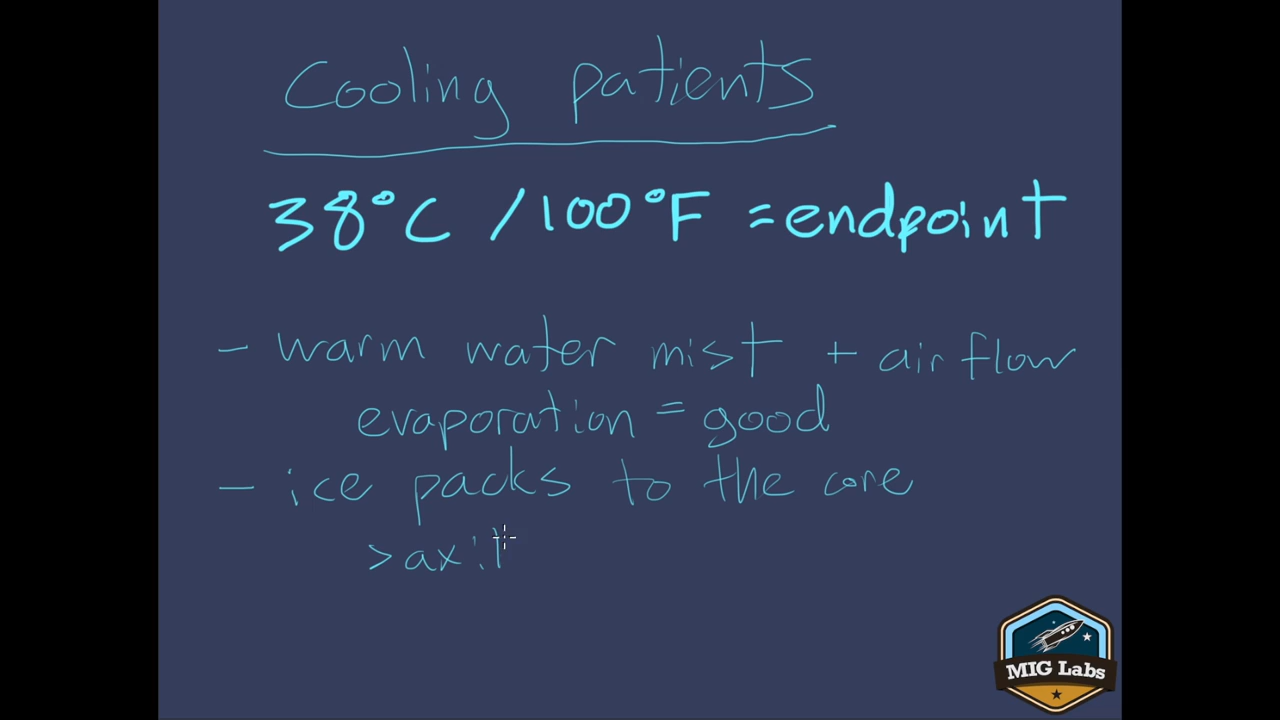 Cooling patients
38°C / 100°F = endpoint
- warm water mist + air flow
evaporation = good
- ice packs to the core
> axil
MIG Labs